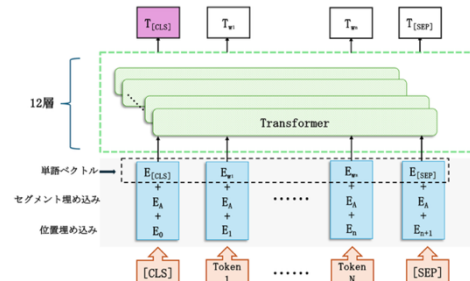 T[CLS] Tw₁ Twₙ T[SEP]
12層
Transformer
単語ベクトル E[CLS] Ew₁ Ewₙ E[SEP]
+ + + +
セグメント埋め込み EA EA …… EA EA
+ + + +
位置埋め込み E0 E1 En En+1
[CLS] Token 1 …… Token N [SEP]